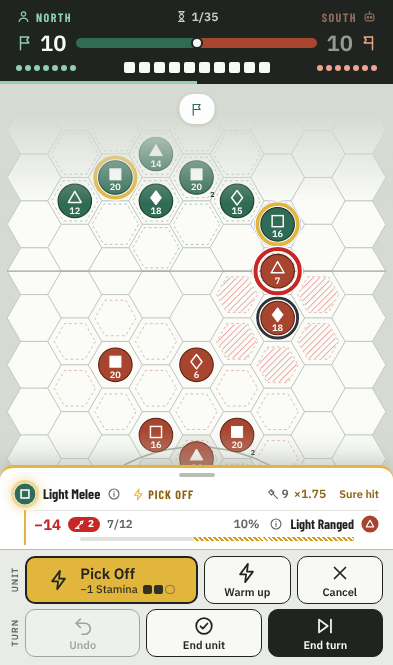 NORTH
1/35
SOUTH
10
10
14
20
20
2
12
18
15
16
7
18
20
6
16
20
2
Light Melee
PICK OFF
9 ×1.75
Sure hit
−14
2
7/12
10%
Light Ranged
UNIT
Pick Off
−1 Stamina
Warm up
Cancel
TURN
Undo
End unit
End turn